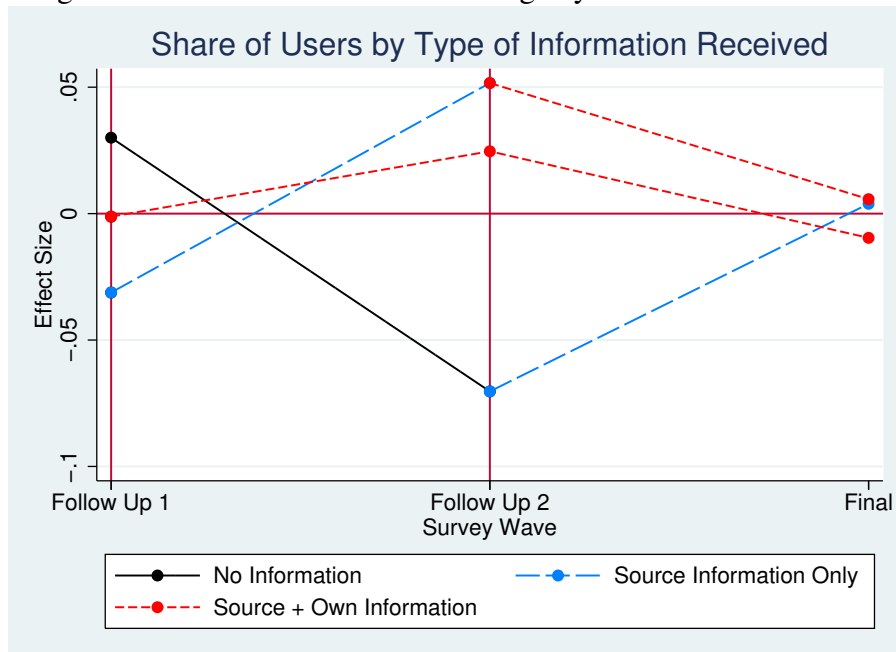 Share of Users by Type of Information Received
.05
0
-.05
-.1
Effect Size
Follow Up 1 Follow Up 2 Final
Survey Wave
No Information Source Information Only
Source + Own Information